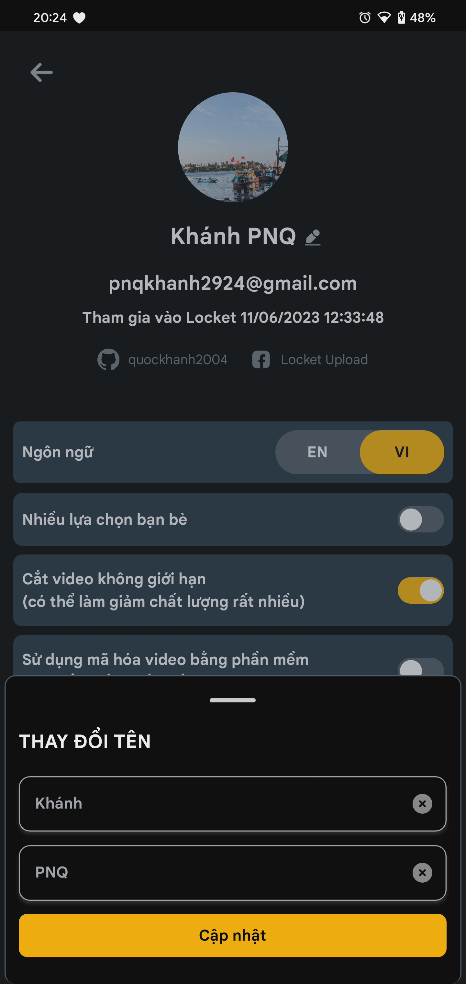 20:24
48%
Khánh PNQ
pnqkhanh2924@gmail.com
Tham gia vào Locket 11/06/2023 12:33:48
quockhanh2004 Locket Upload
Ngôn ngữ EN VI
Nhiều lựa chọn bạn bè
Cắt video không giới hạn
(có thể làm giảm chất lượng rất nhiều)
Sử dụng mã hóa video bằng phần mềm
THAY ĐỔI TÊN
Khánh
PNQ
Cập nhật